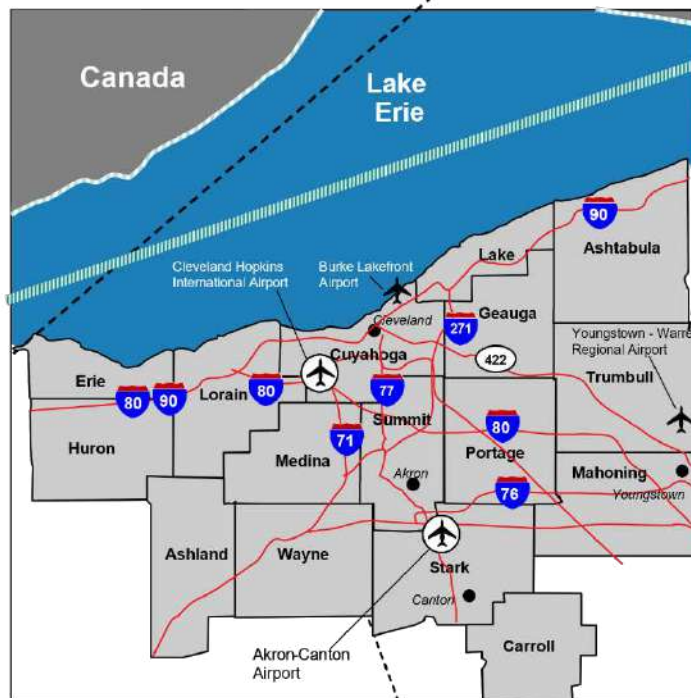 Canada
Lake
Erie
90
Ashtabula
Lake
Cleveland Hopkins
International Airport
Burke Lakefront
Airport
Geauga
Cleveland
271
Youngstown - Warre
Regional Airport
Cuyahoga
422
Erie
Trumbull
80
90
Lorain
80
77
Summit
Huron
71
80
Medina
Portage
Akron
Mahoning
76
Youngstown
Ashland
Wayne
Stark
Canton
Carroll
Akron-Canton
Airport